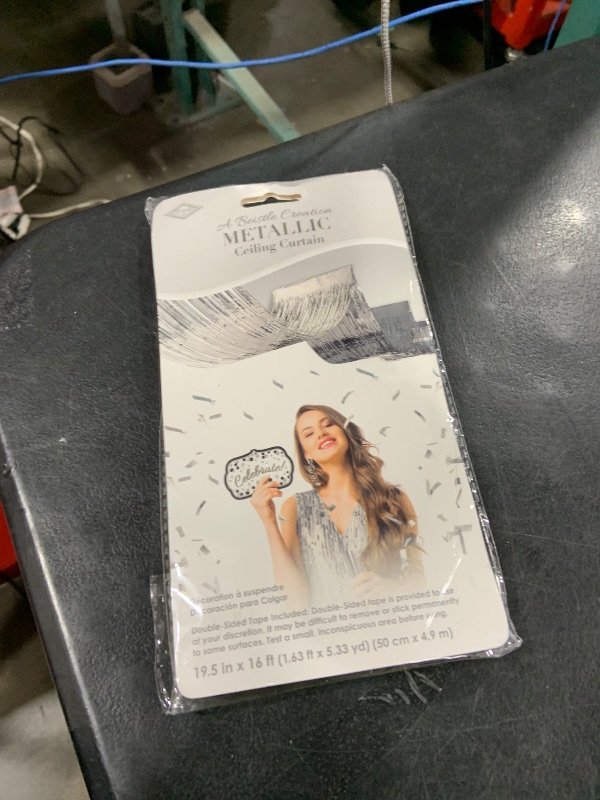 A Beistle Creation
METALLIC
Ceiling Curtain
Celebrate!
Décoration à suspendre
Decoración para Colgar
Double-Sided Tape Included. Double-Sided tape is provided to use
at your discretion. It may be difficult to remove or stick permanently
to some surfaces. Test a small, inconspicuous area before using.
19.5 in x 16 ft (1.63 ft x 5.33 yd) (50 cm x 4.9 m)